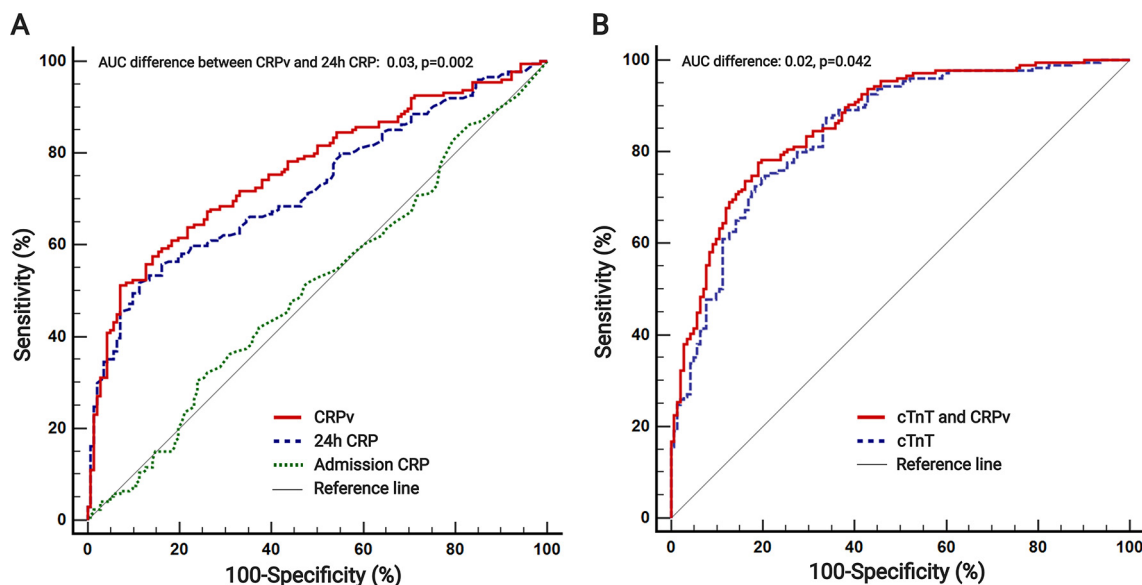 A
AUC difference between CRPv and 24h CRP: 0.03, p=0.002
100
80
60
40
20
0
Sensitivity (%)
CRPv
24h CRP
Admission CRP
Reference line
0 20 40 60 80 100
100-Specificity (%)
B
AUC difference: 0.02, p=0.042
100
80
60
40
20
0
Sensitivity (%)
cTnT and CRPv
cTnT
Reference line
0 20 40 60 80 100
100-Specificity (%)